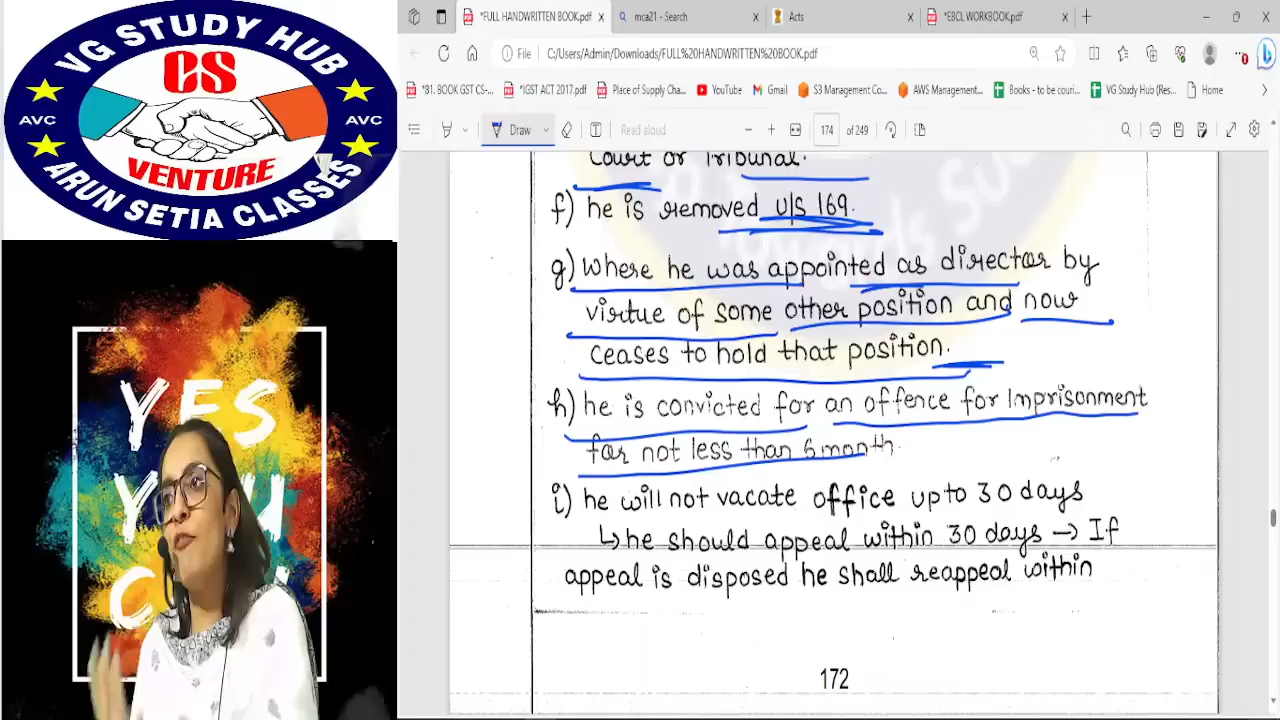 VG STUDY HUB
CS
AVC
AVC
VENTURE
ARUN SETIA CLASSES
YES
YOU
C
*FULL HANDWRITTEN BOOK.pdf
mca21 - Search
Acts
*EBCL WORKBOOK.pdf
File
C:/Users/Admin/Downloads/FULL%20HANDWRITTEN%20BOOK.pdf
*81. BOOK GST CS-...
*IGST ACT 2017.pdf
Place of Supply Cha...
YouTube
Gmail
S3 Management Co...
AWS Management...
Books - to be couri...
VG Study Hub (Res...
Home
Draw
Read aloud
174
of 249
Court or Tribunal.
f) he is removed U/S 169.
g) where he was appointed as director by
virtue of some other position and now
ceases to hold that position.
h) he is convicted for an offence for Imprisonment
for not less than 6 month.
i) he will not vacate office up to 30 days
↳ he should appeal within 30 days → If
appeal is disposed he shall reappeal within
172